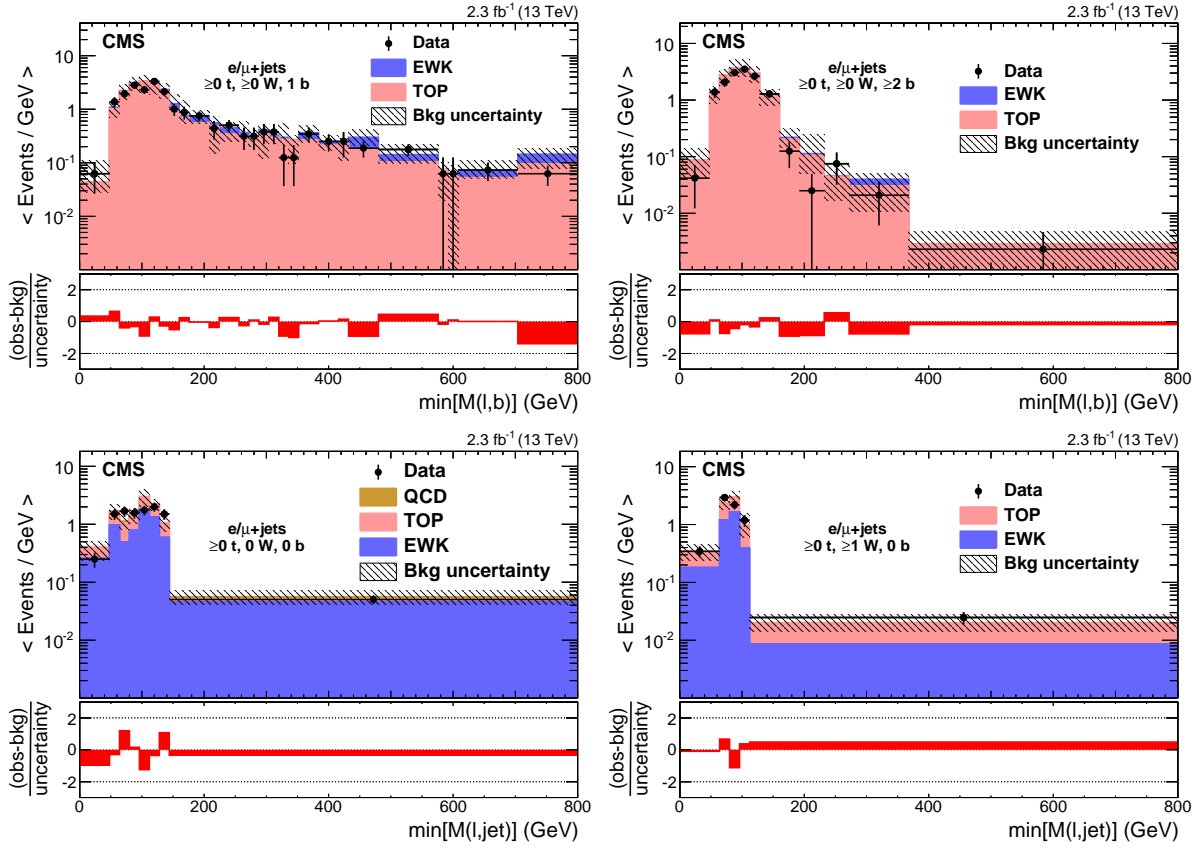 2.3 fb⁻¹ (13 TeV)
CMS
e/μ+jets
≥0 t, ≥0 W, 1 b
Data
EWK
TOP
Bkg uncertainty
< Events / GeV >
10
1
10⁻¹
10⁻²
(obs-bkg)
uncertainty
2
0
-2
0 200 400 600 800
min[M(l,b)] (GeV)
2.3 fb⁻¹ (13 TeV)
CMS
e/μ+jets
≥0 t, ≥0 W, ≥2 b
Data
EWK
TOP
Bkg uncertainty
< Events / GeV >
10
1
10⁻¹
10⁻²
(obs-bkg)
uncertainty
2
0
-2
0 200 400 600 800
min[M(l,b)] (GeV)
2.3 fb⁻¹ (13 TeV)
CMS
e/μ+jets
≥0 t, 0 W, 0 b
Data
QCD
TOP
EWK
Bkg uncertainty
< Events / GeV >
10
1
10⁻¹
10⁻²
(obs-bkg)
uncertainty
2
0
-2
0 200 400 600 800
min[M(l,jet)] (GeV)
2.3 fb⁻¹ (13 TeV)
CMS
e/μ+jets
≥0 t, ≥1 W, 0 b
Data
TOP
EWK
Bkg uncertainty
< Events / GeV >
10
1
10⁻¹
10⁻²
(obs-bkg)
uncertainty
2
0
-2
0 200 400 600 800
min[M(l,jet)] (GeV)